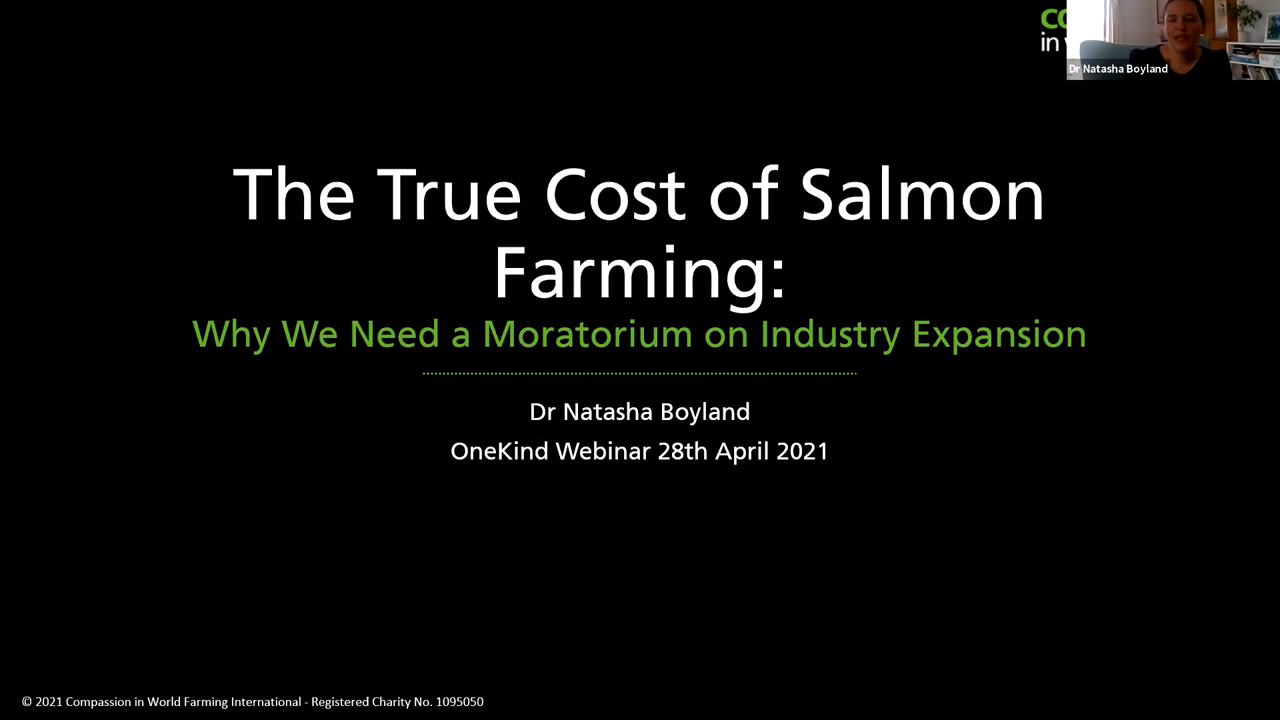 in
Dr Natasha Boyland
The True Cost of Salmon
Farming:
Why We Need a Moratorium on Industry Expansion
Dr Natasha Boyland
OneKind Webinar 28th April 2021
© 2021 Compassion in World Farming International - Registered Charity No. 1095050